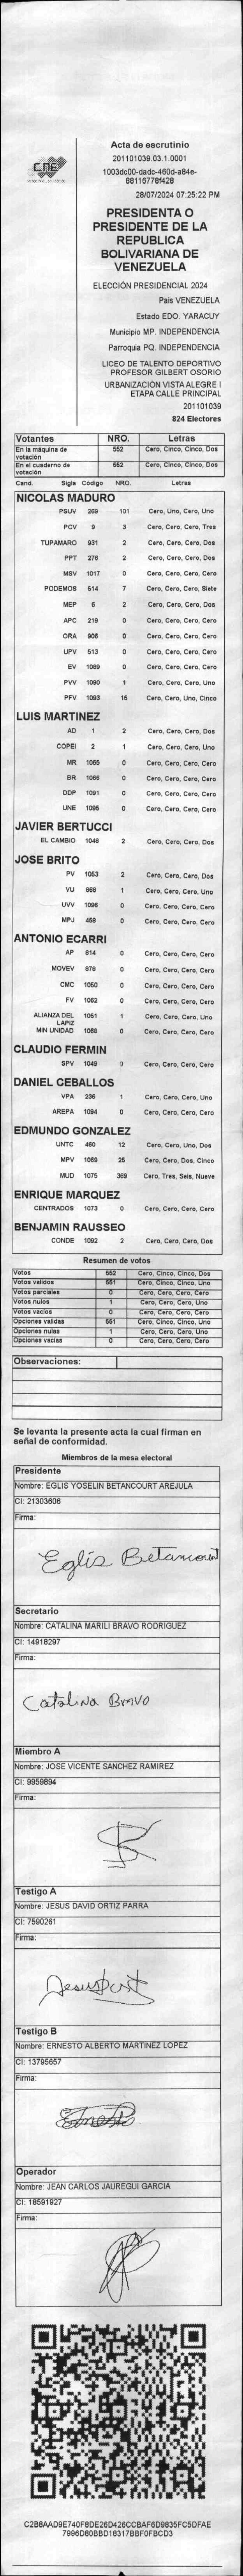 CNE
Acta de escrutinio
201101039.03.1.0001
1003dc00-dadc-460d-a84e-
88116778f428
28/07/2024 07:25:22 PM
PRESIDENTA O
PRESIDENTE DE LA
REPUBLICA
BOLIVARIANA DE
VENEZUELA
ELECCIÓN PRESIDENCIAL 2024
País VENEZUELA
Estado EDO. YARACUY
Municipio MP. INDEPENDENCIA
Parroquia PQ. INDEPENDENCIA
LICEO DE TALENTO DEPORTIVO
PROFESOR GILBERT OSORIO
URBANIZACION VISTA ALEGRE I
ETAPA CALLE PRINCIPAL
201101039
824 Electores
Votantes NRO. Letras
En la máquina de votación 552 Cero, Cinco, Cinco, Dos
En el cuaderno de votación 552 Cero, Cinco, Cinco, Dos
Cand. Sigla Código NRO. Letras
NICOLAS MADURO
PSUV 269 101 Cero, Uno, Cero, Uno
PCV 9 3 Cero, Cero, Cero, Tres
TUPAMARO 931 2 Cero, Cero, Cero, Dos
PPT 276 2 Cero, Cero, Cero, Dos
MSV 1017 0 Cero, Cero, Cero, Cero
PODEMOS 514 7 Cero, Cero, Cero, Siete
MEP 6 2 Cero, Cero, Cero, Dos
APC 219 0 Cero, Cero, Cero, Cero
ORA 906 0 Cero, Cero, Cero, Cero
UPV 513 0 Cero, Cero, Cero, Cero
EV 1089 0 Cero, Cero, Cero, Cero
PVV 1090 1 Cero, Cero, Cero, Uno
PFV 1093 15 Cero, Cero, Uno, Cinco
LUIS MARTINEZ
AD 1 2 Cero, Cero, Cero, Dos
COPEI 2 1 Cero, Cero, Cero, Uno
MR 1055 0 Cero, Cero, Cero, Cero
BR 1066 0 Cero, Cero, Cero, Cero
DDP 1091 0 Cero, Cero, Cero, Cero
UNE 1095 0 Cero, Cero, Cero, Cero
JAVIER BERTUCCI
EL CAMBIO 1048 2 Cero, Cero, Cero, Dos
JOSE BRITO
PV 1053 2 Cero, Cero, Cero, Dos
VU 969 1 Cero, Cero, Cero, Uno
UVV 1096 0 Cero, Cero, Cero, Cero
MPJ 458 0 Cero, Cero, Cero, Cero
ANTONIO ECARRI
AP 914 0 Cero, Cero, Cero, Cero
MOVEV 978 0 Cero, Cero, Cero, Cero
CMC 1050 0 Cero, Cero, Cero, Cero
FV 1062 0 Cero, Cero, Cero, Cero
ALIANZA DEL LAPIZ 1051 1 Cero, Cero, Cero, Uno
MIN UNIDAD 1068 0 Cero, Cero, Cero, Cero
CLAUDIO FERMIN
SPV 1049 0 Cero, Cero, Cero, Cero
DANIEL CEBALLOS
VPA 236 1 Cero, Cero, Cero, Uno
AREPA 1094 0 Cero, Cero, Cero, Cero
EDMUNDO GONZALEZ
UNTC 460 12 Cero, Cero, Uno, Dos
MPV 1069 25 Cero, Cero, Dos, Cinco
MUD 1075 369 Cero, Tres, Seis, Nueve
ENRIQUE MARQUEZ
CENTRADOS 1073 0 Cero, Cero, Cero, Cero
BENJAMIN RAUSSEO
CONDE 1092 2 Cero, Cero, Cero, Dos
Resumen de votos
Votos 552 Cero, Cinco, Cinco, Dos
Votos validos 551 Cero, Cinco, Cinco, Uno
Votos parciales 0 Cero, Cero, Cero, Cero
Votos nulos 1 Cero, Cero, Cero, Uno
Votos vacios 0 Cero, Cero, Cero, Cero
Opciones validas 551 Cero, Cinco, Cinco, Uno
Opciones nulas 1 Cero, Cero, Cero, Uno
Opciones vacias 0 Cero, Cero, Cero, Cero
Observaciones:
Se levanta la presente acta la cual firman en
señal de conformidad.
Miembros de la mesa electoral
Presidente
Nombre: EGLIS YOSELIN BETANCOURT AREJULA
CI: 21303606
Firma:
Eglis Betancourt
Secretario
Nombre: CATALINA MARILI BRAVO RODRIGUEZ
CI: 14918297
Firma:
Catalina Bravo
Miembro A
Nombre: JOSE VICENTE SANCHEZ RAMIREZ
CI: 9959894
Firma:
Testigo A
Nombre: JESUS DAVID ORTIZ PARRA
CI: 7590261
Firma:
Testigo B
Nombre: ERNESTO ALBERTO MARTINEZ LOPEZ
CI: 13795657
Firma:
Ernesto
Operador
Nombre: JEAN CARLOS JAUREGUI GARCIA
CI: 18591927
Firma:
C2B8AAD9E740FBDE26D426CCBAF6D9835FC5DFAE
7996D80BBD18317BBF0FBCD3